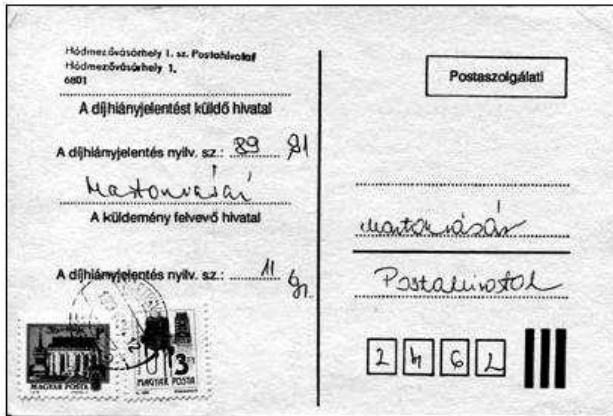 Hódmezővásárhely 1. sz. Postahivatal
Hódmezővásárhely 1.
6801
A díjhiányjelentést küldő hivatal
A díjhiányjelentés nyilv. sz.: 89 91
Martonvásár
A küldemény felvevő hivatal
A díjhiányjelentés nyilv. sz.: 11
MAGYAR POSTA
3 Ft
MAGYAR POSTA
Postaszolgálati
Martonvásár
Postahivatal
2462